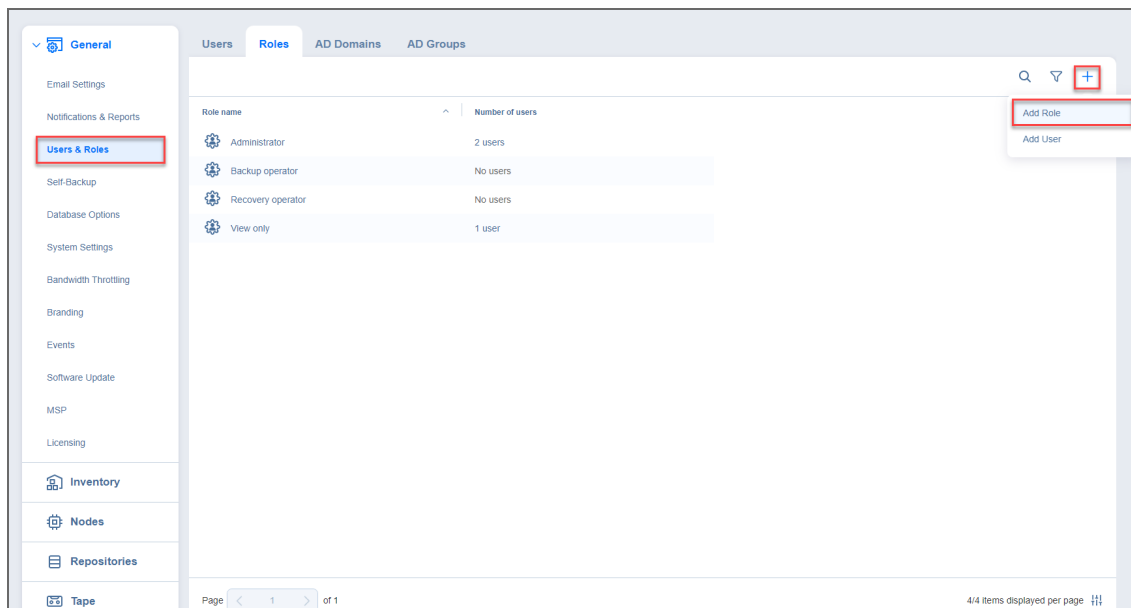 General
Email Settings
Notifications & Reports
Users & Roles
Self-Backup
Database Options
System Settings
Bandwidth Throttling
Branding
Events
Software Update
MSP
Licensing
Inventory
Nodes
Repositories
Tape
Users Roles AD Domains AD Groups
Role name Number of users
Administrator 2 users
Backup operator No users
Recovery operator No users
View only 1 user
Add Role
Add User
Page 1 of 1
4/4 items displayed per page